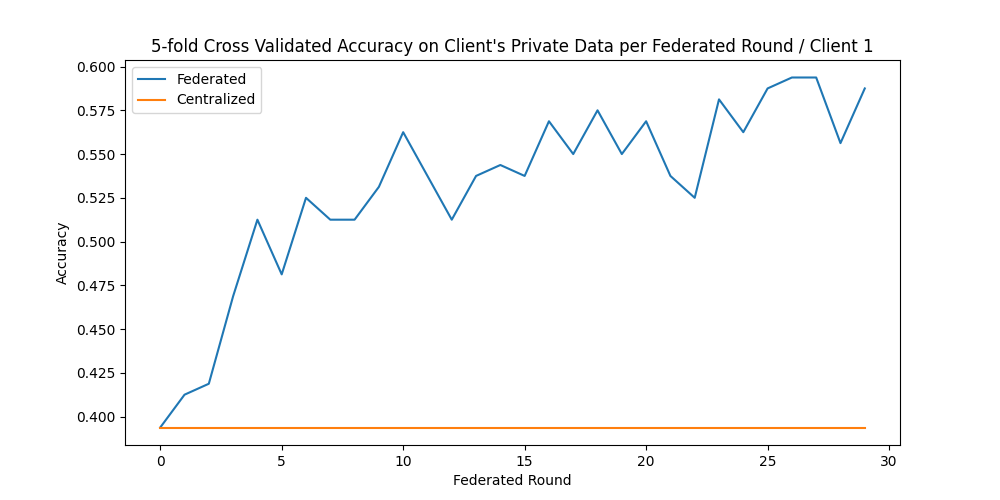 5-fold Cross Validated Accuracy on Client's Private Data per Federated Round / Client 1
Federated
Centralized
0.600
0.575
0.550
0.525
0.500
0.475
0.450
0.425
0.400
Accuracy
0 5 10 15 20 25 30
Federated Round